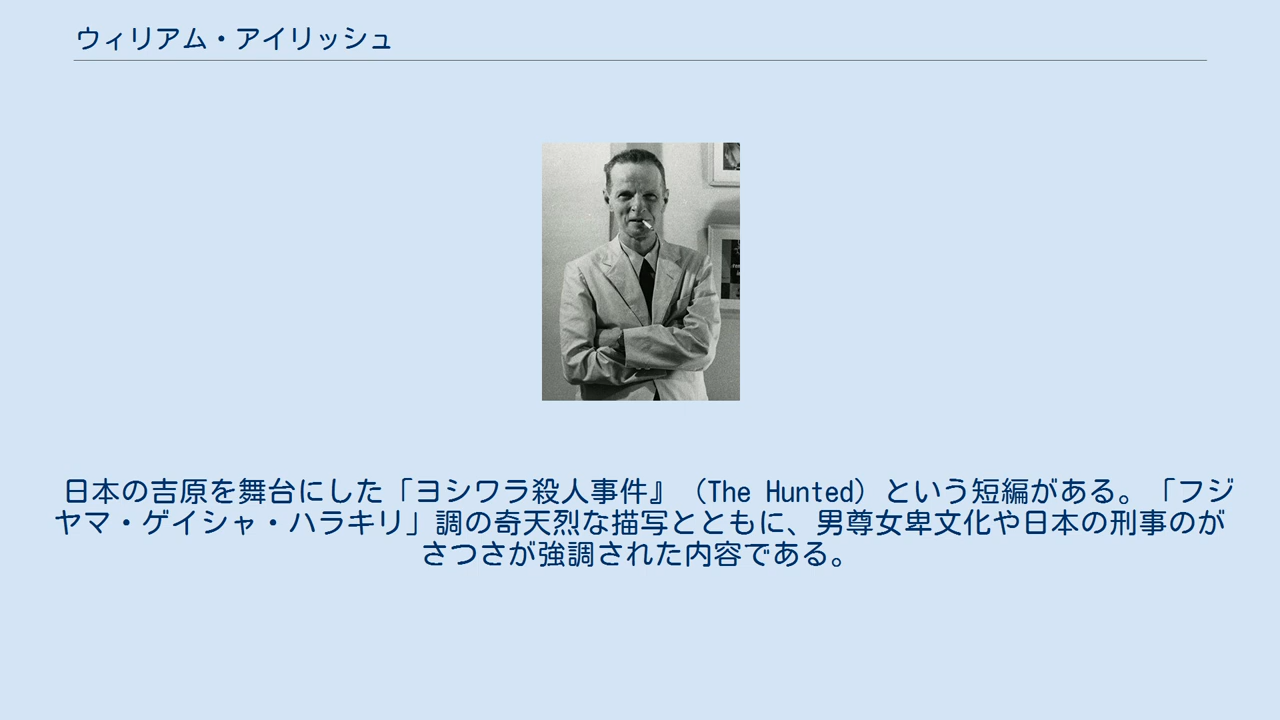 ウィリアム・アイリッシュ
日本の吉原を舞台にした「ヨシワラ殺人事件』（The Hunted）という短編がある。「フジ
ヤマ・ゲイシャ・ハラキリ」調の奇天烈な描写とともに、男尊女卑文化や日本の刑事のが
さつさが強調された内容である。